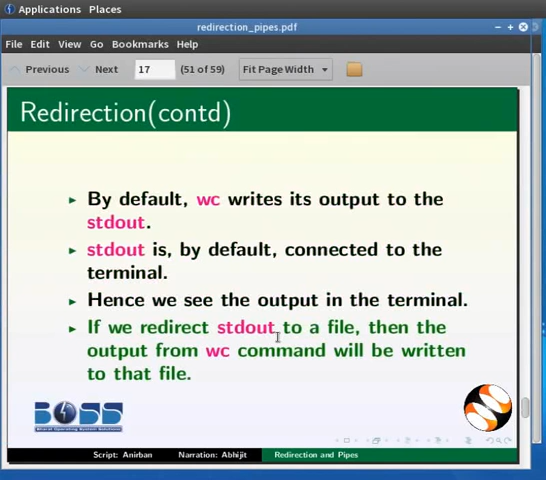 Applications Places
redirection_pipes.pdf
File Edit View Go Bookmarks Help
Previous Next 17 (51 of 59) Fit Page Width
Redirection(contd)
By default, wc writes its output to the
stdout.
stdout is, by default, connected to the
terminal.
Hence we see the output in the terminal.
If we redirect stdout to a file, then the
output from wc command will be written
to that file.
BOSS
Script: Anirban Narration: Abhijit Redirection and Pipes